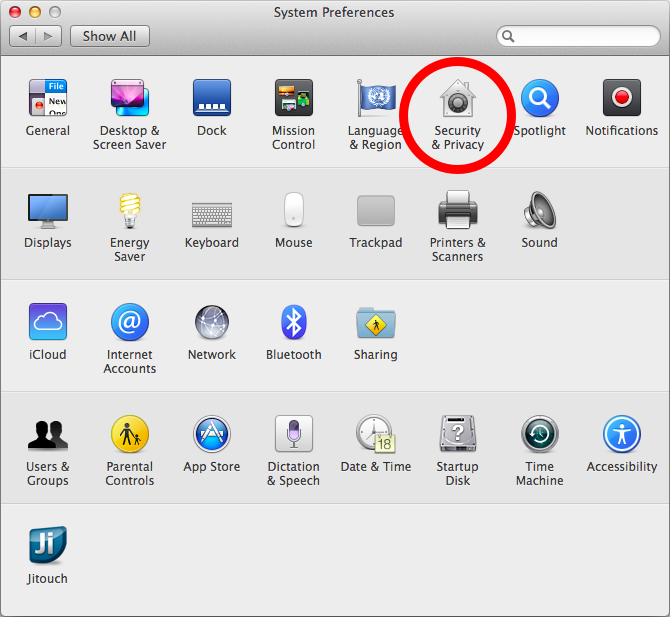 System Preferences
Show All
General
Desktop &
Screen Saver
Dock
Mission
Control
Language
& Region
Security
& Privacy
Spotlight
Notifications
File
New
Displays
Energy
Saver
Keyboard
Mouse
Trackpad
Printers &
Scanners
Sound
iCloud
Internet
Accounts
Network
Bluetooth
Sharing
@
Users &
Groups
Parental
Controls
App Store
Dictation
& Speech
Date & Time
Startup
Disk
Time
Machine
Accessibility
18
?
Ji
Jitouch